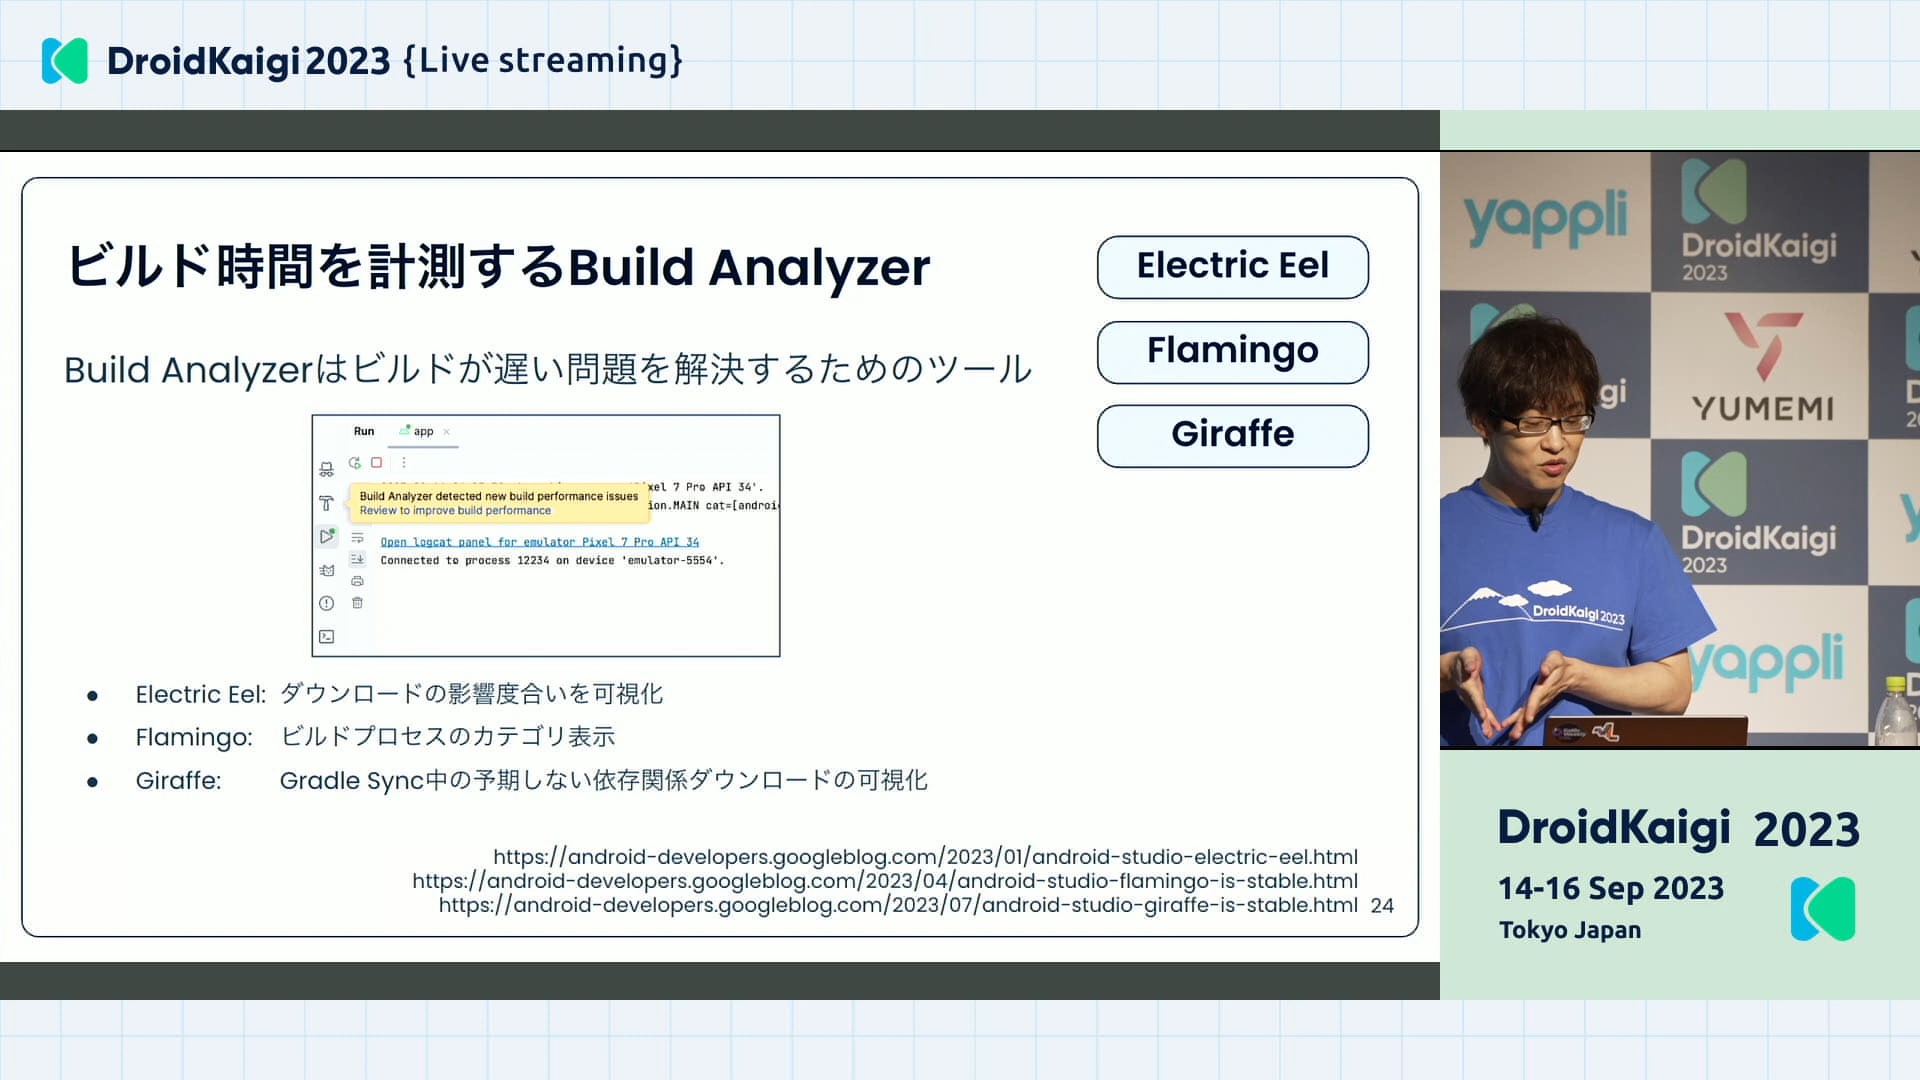 DroidKaigi 2023 {Live streaming}
ビルド時間を計測するBuild Analyzer
Electric Eel
Flamingo
Giraffe
Build Analyzerはビルドが遅い問題を解決するためのツール
Run app
xel 7 Pro API 34'.
Build Analyzer detected new build performance issues
Review to improve build performance
ion.MAIN cat=[androi
Open logcat panel for emulator Pixel 7 Pro API 34
Connected to process 12234 on device 'emulator-5554'.
● Electric Eel: ダウンロードの影響度合いを可視化
● Flamingo: ビルドプロセスのカテゴリ表示
● Giraffe: Gradle Sync中の予期しない依存関係ダウンロードの可視化
https://android-developers.googleblog.com/2023/01/android-studio-electric-eel.html
https://android-developers.googleblog.com/2023/04/android-studio-flamingo-is-stable.html
https://android-developers.googleblog.com/2023/07/android-studio-giraffe-is-stable.html 24
yappli
DroidKaigi
2023
gi
YUMEMI
DroidKaigi
2023
DroidKaigi 2023
yappli
DroidKaigi 2023
14-16 Sep 2023
Tokyo Japan